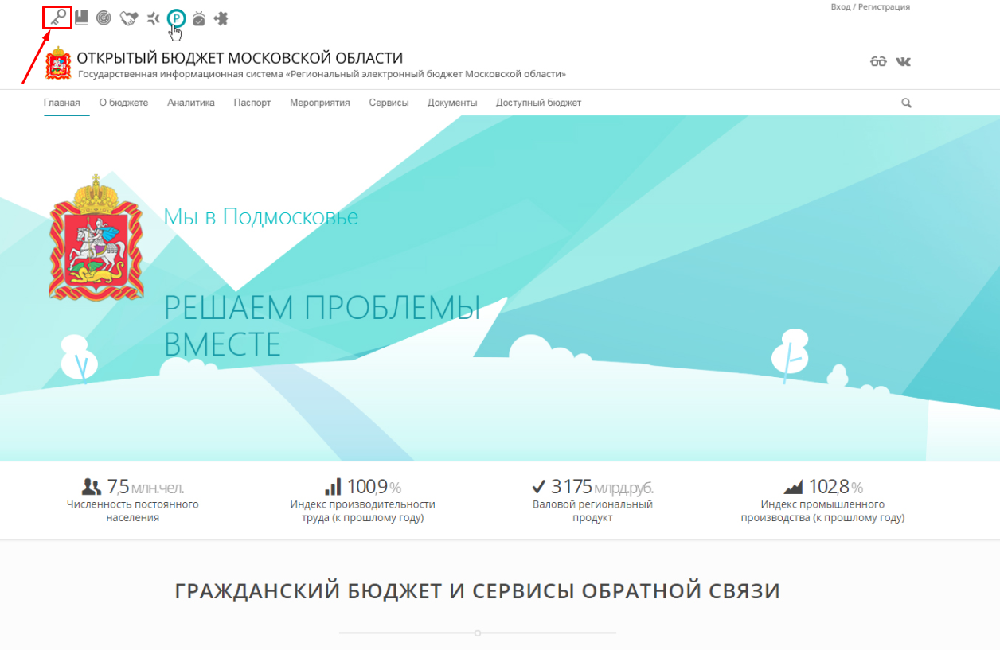 Вход / Регистрация
ОТКРЫТЫЙ БЮДЖЕТ МОСКОВСКОЙ ОБЛАСТИ
Государственная информационная система «Региональный электронный бюджет Московской области»
Главная О бюджете Аналитика Паспорт Мероприятия Сервисы Документы Доступный бюджет
Мы в Подмосковье
РЕШАЕМ ПРОБЛЕМЫ
ВМЕСТЕ
7,5 млн.чел.
Численность постоянного
населения
100,9 %
Индекс производительности
труда (к прошлому году)
3 175 млрд.руб.
Валовой региональный
продукт
102,8 %
Индекс промышленного
производства (к прошлому году)
ГРАЖДАНСКИЙ БЮДЖЕТ И СЕРВИСЫ ОБРАТНОЙ СВЯЗИ